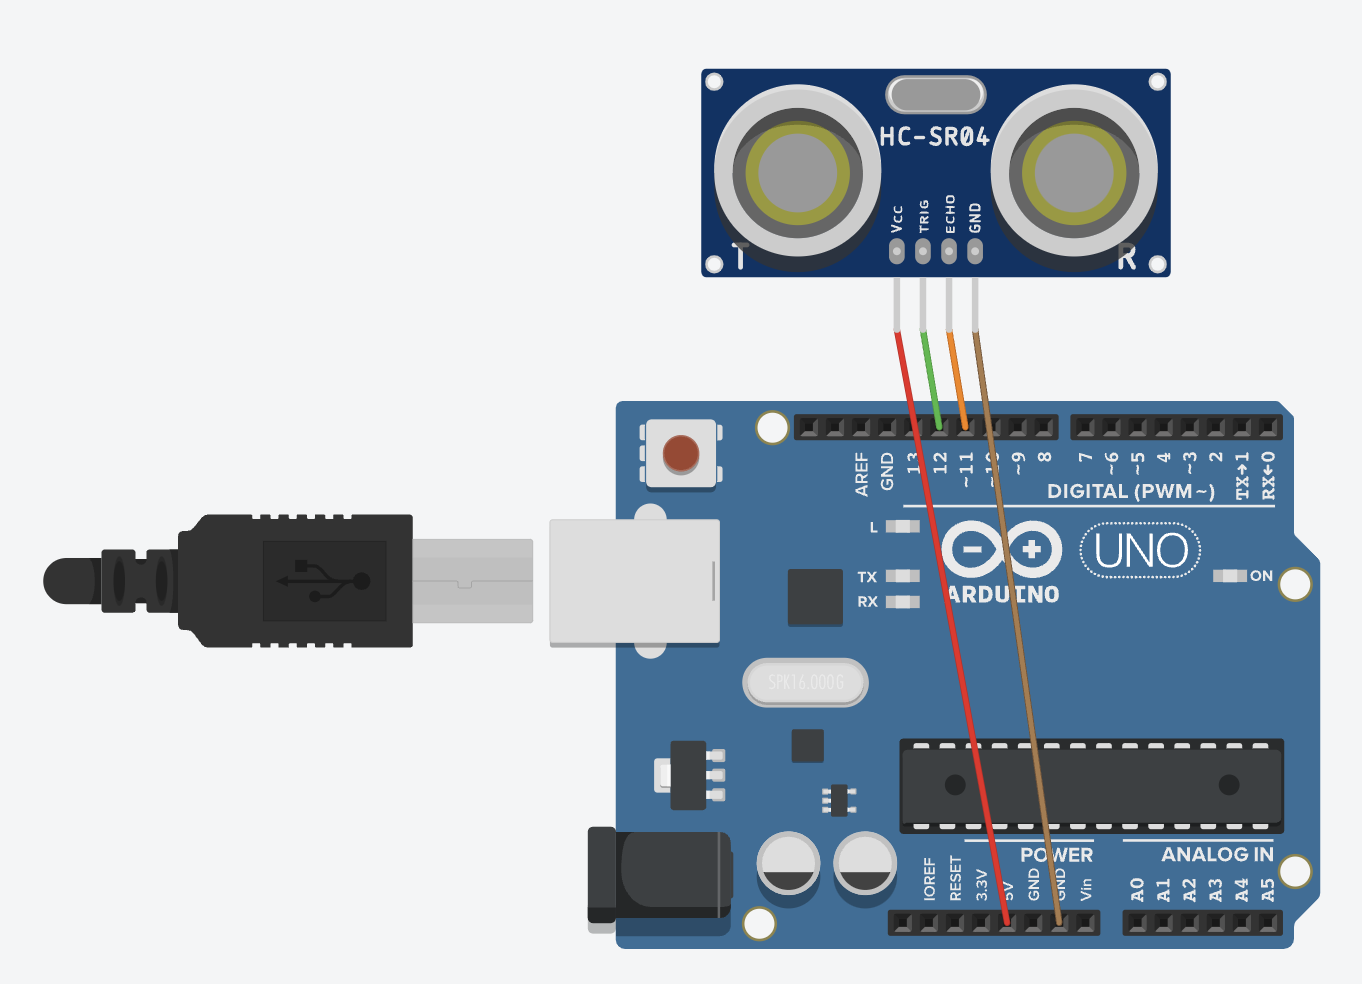 HC-SR04
VCC
TRIG
ECHO
GND
T
R
AREF
GND
13
12
~11
~10
~9
8
7
~6
~5
4
~3
2
TX→1
RX←0
DIGITAL (PWM~)
L
TX
RX
ARDUINO
UNO
ON
SPK16.000G
POWER
ANALOG IN
IOREF
RESET
3.3V
5V
GND
GND
Vin
A0
A1
A2
A3
A4
A5